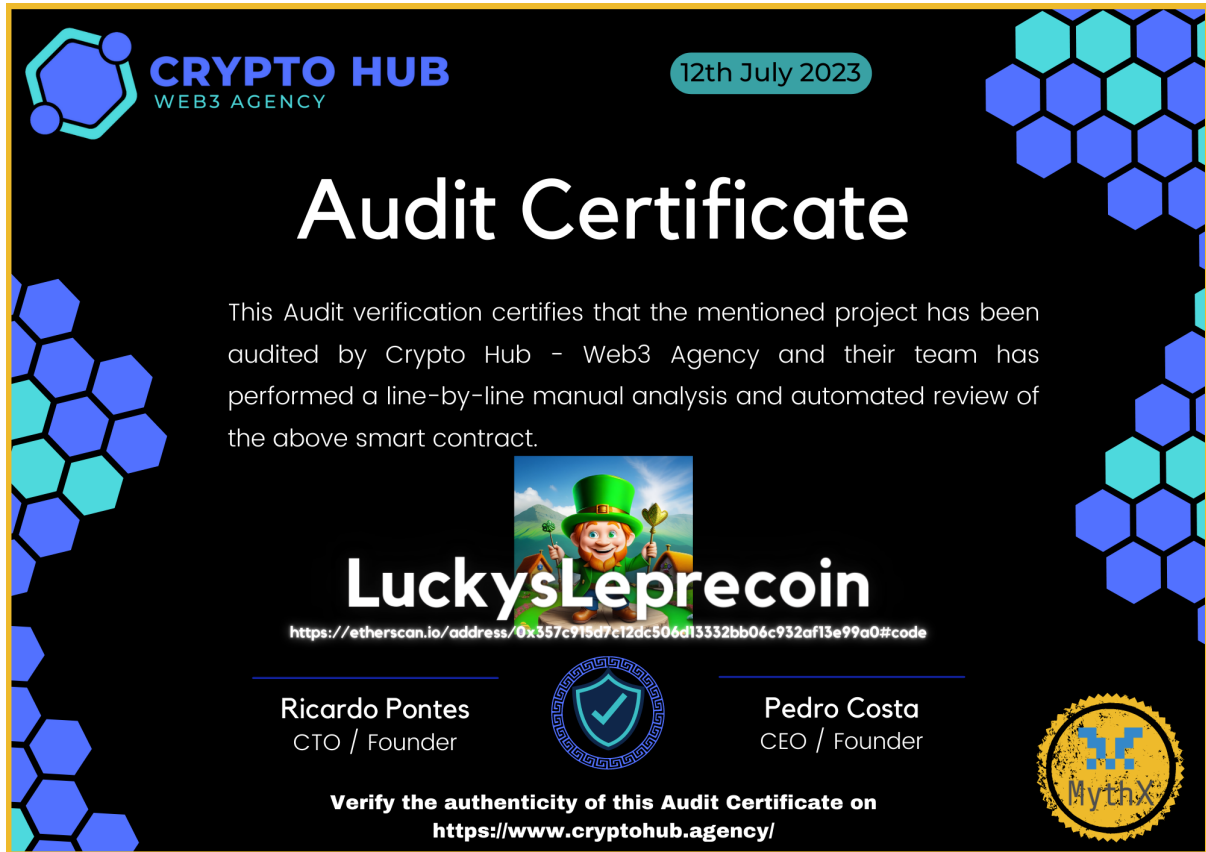 CRYPTO HUB
WEB3 AGENCY
12th July 2023
Audit Certificate
This Audit verification certifies that the mentioned project has been
audited by Crypto Hub - Web3 Agency and their team has
performed a line-by-line manual analysis and automated review of
the above smart contract.
LuckysLeprecoin
https://etherscan.io/address/0x357c915d7c12dc506d13332bb06c932af13e99a0#code
Ricardo Pontes
CTO / Founder
Pedro Costa
CEO / Founder
MythX
Verify the authenticity of this Audit Certificate on
https://www.cryptohub.agency/